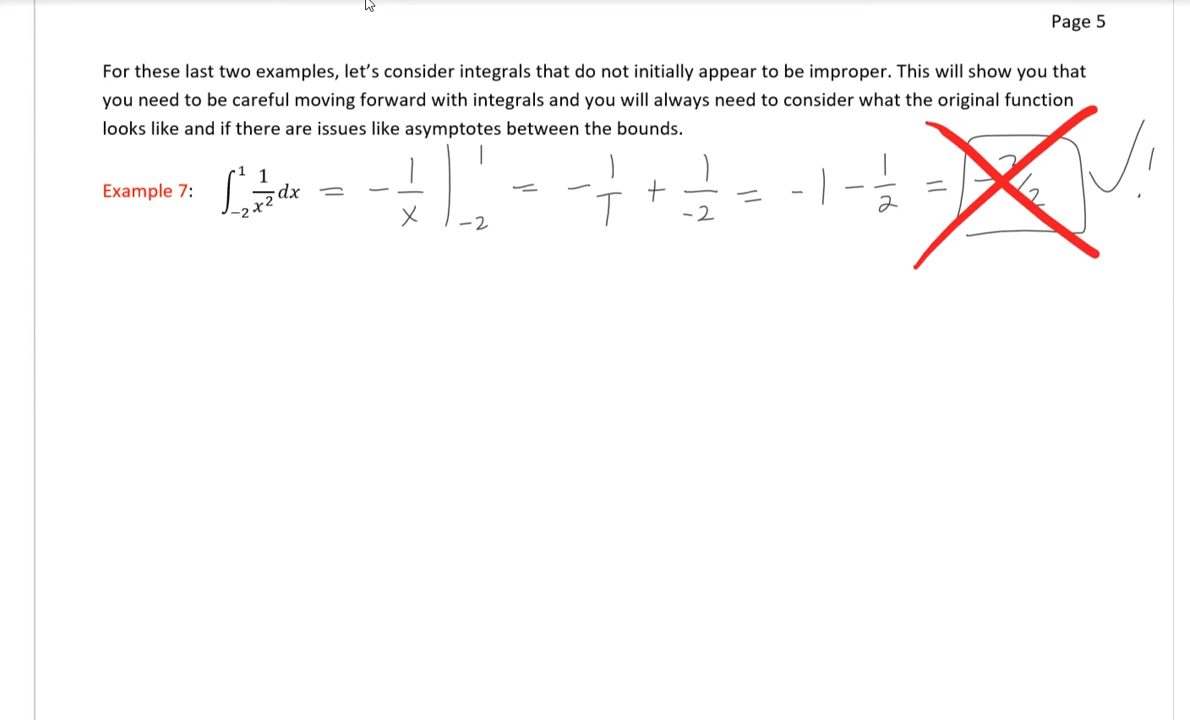 Page 5
For these last two examples, let's consider integrals that do not initially appear to be improper. This will show you that
you need to be careful moving forward with integrals and you will always need to consider what the original function
looks like and if there are issues like asymptotes between the bounds.
Example 7: ∫_{-2}^{1} 1/x² dx = -1/x |_{-2}^{1} = -1/1 + 1/-2 = -1 - 1/2 = -3/2 √!